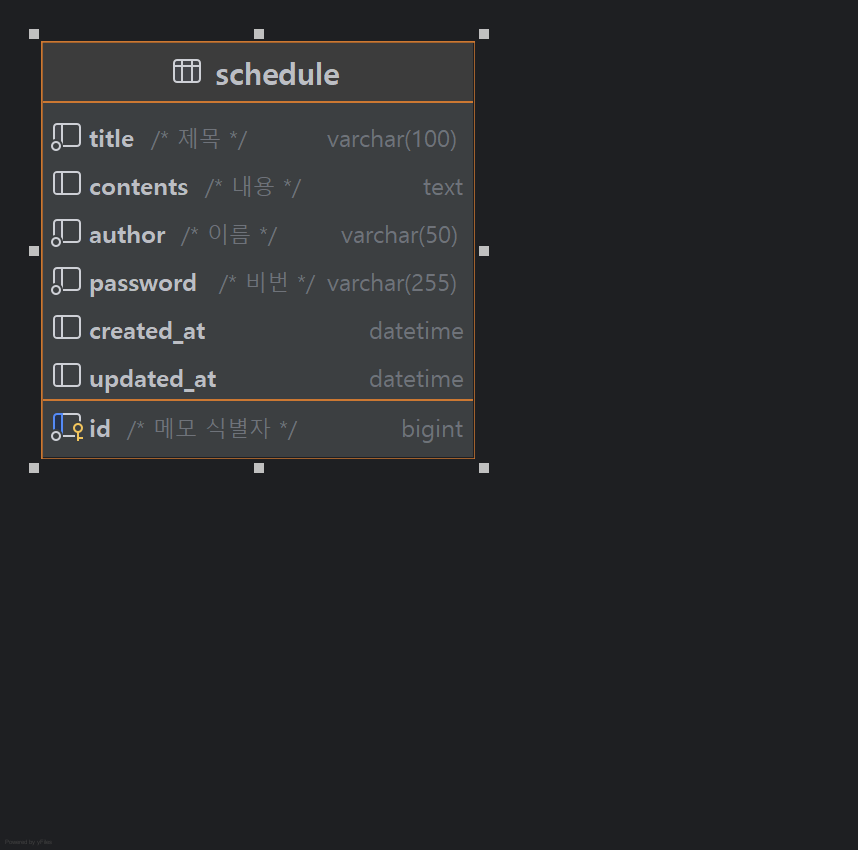 schedule
title /* 제목 */ varchar(100)
contents /* 내용 */ text
author /* 이름 */ varchar(50)
password /* 비번 */ varchar(255)
created_at datetime
updated_at datetime
id /* 메모 식별자 */ bigint
Powered by yFiles